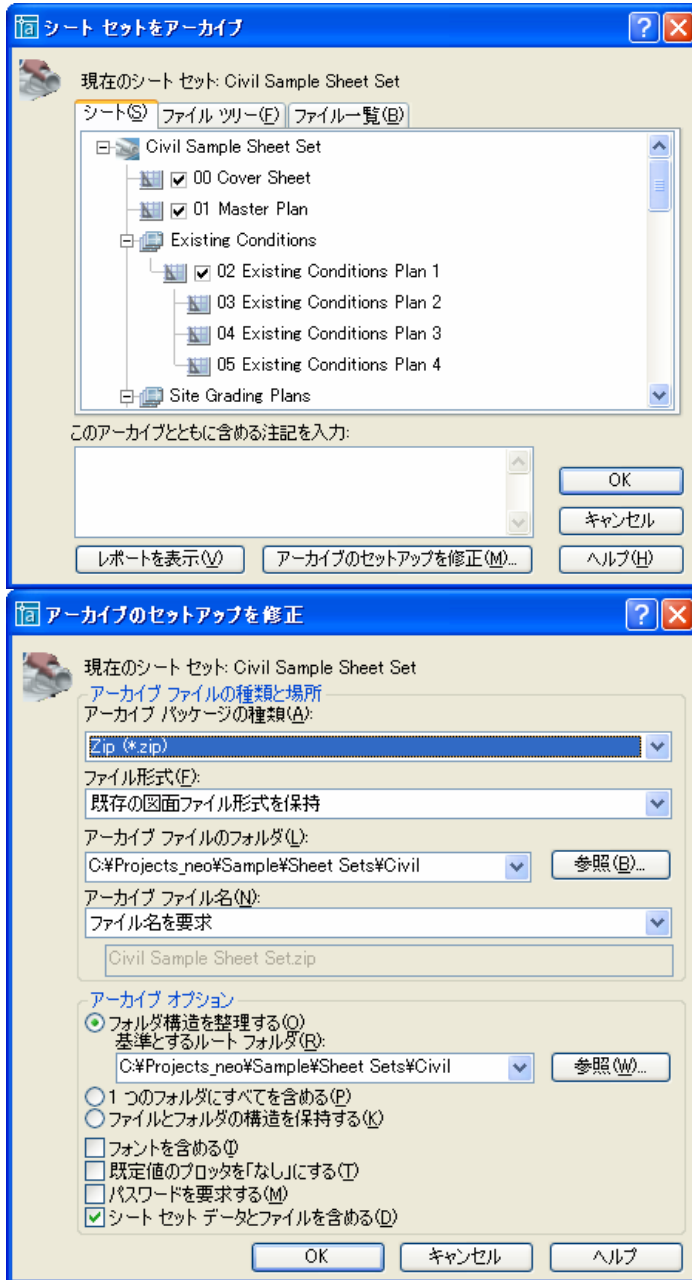 シート セットをアーカイブ
現在のシート セット: Civil Sample Sheet Set
シート(S) ファイル ツリー(F) ファイル一覧(B)
Civil Sample Sheet Set
00 Cover Sheet
01 Master Plan
Existing Conditions
02 Existing Conditions Plan 1
03 Existing Conditions Plan 2
04 Existing Conditions Plan 3
05 Existing Conditions Plan 4
Site Grading Plans
このアーカイブとともに含める注記を入力:
OK
キャンセル
レポートを表示(V) アーカイブのセットアップを修正(M)... ヘルプ(H)
アーカイブのセットアップを修正
現在のシート セット: Civil Sample Sheet Set
アーカイブ ファイルの種類と場所
アーカイブ パッケージの種類(A):
Zip (*.zip)
ファイル形式(F):
既存の図面ファイル形式を保持
アーカイブ ファイルのフォルダ(L):
C:¥Projects_neo¥Sample¥Sheet Sets¥Civil 参照(B)...
アーカイブ ファイル名(N):
ファイル名を要求
Civil Sample Sheet Set.zip
アーカイブ オプション
フォルダ構造を整理する(O)
基準とするルート フォルダ(R):
C:¥Projects_neo¥Sample¥Sheet Sets¥Civil 参照(W)...
1 つのフォルダにすべてを含める(P)
ファイルとフォルダの構造を保持する(K)
フォントを含める(I)
既定値のプロッタを「なし」にする(T)
パスワードを要求する(M)
シート セット データとファイルを含める(D)
OK キャンセル ヘルプ